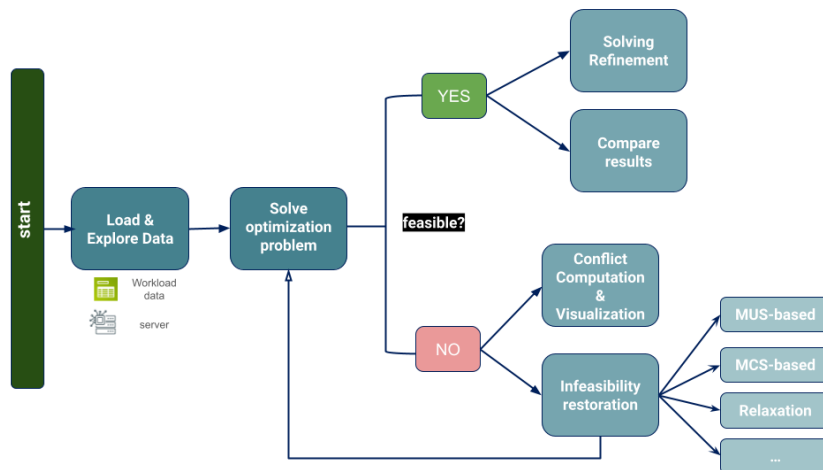 start
Load &
Explore Data
Workload
data
server
Solve
optimization
problem
feasible?
YES
Solving
Refinement
Compare
results
NO
Conflict
Computation
&
Visualization
Infeasibility
restoration
MUS-based
MCS-based
Relaxation
...